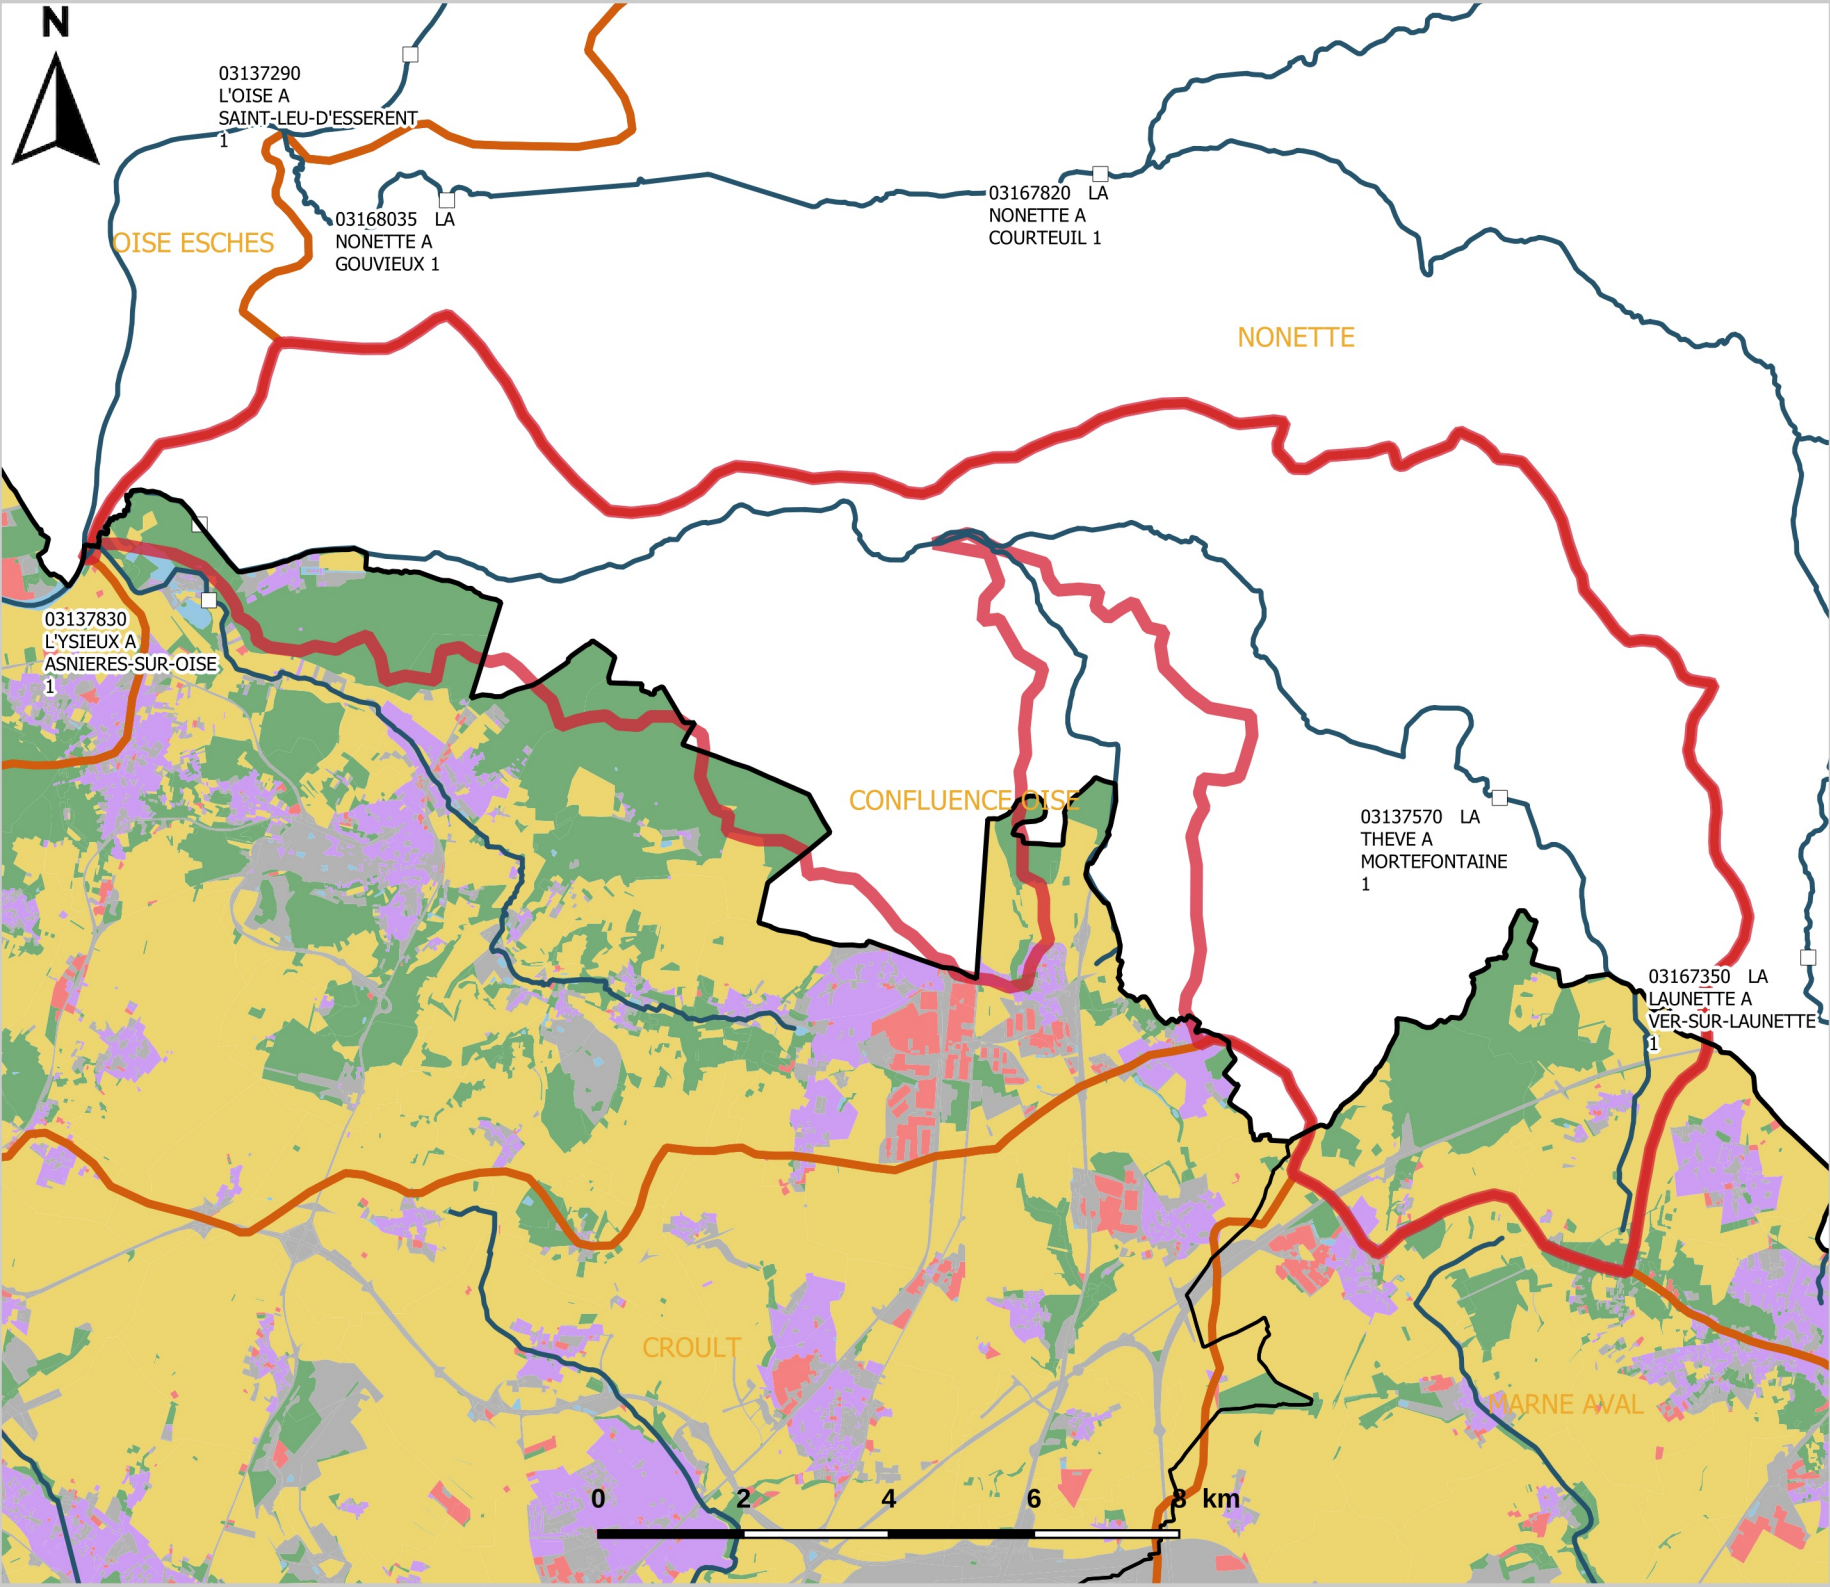 N
03137290
L'OISE A
SAINT-LEU-D'ESSERENT
1
03168035 LA
NONETTE A
GOUVIEUX 1
03167820 LA
NONETTE A
COURTEUIL 1
OISE ESCHES
NONETTE
03137830
L'YSIEUX A
ASNIERES-SUR-OISE
1
CONFLUENCE OISE
03137570 LA
THEVE A
MORTEFONTAINE
1
03167350 LA
LAUNETTE A
VER-SUR-LAUNETTE
1
CROULT
MARNE AVAL
0 2 4 6 8 km